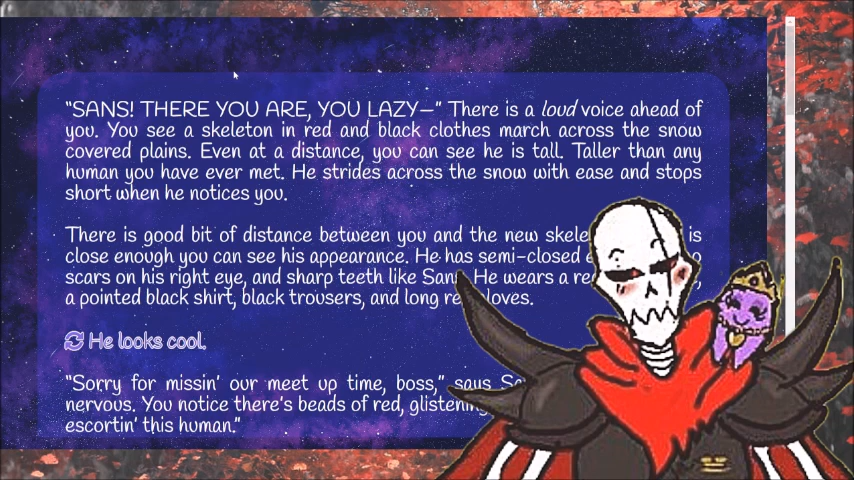 “SANS! THERE YOU ARE, YOU LAZY—” There is a loud voice ahead of
you. You see a skeleton in red and black clothes march across the snow
covered plains. Even at a distance, you can see he is tall. Taller than any
human you have ever met. He strides across the snow with ease and stops
short when he notices you.
There is good bit of distance between you and the new skele is
close enough you can see his appearance. He has semi-closed
scars on his right eye, and sharp teeth like San He wears a re
a pointed black shirt, black trousers, and long re loves.
He looks cool.
“Sorry for missin’ our meet up time, boss,” says Sa
nervous. You notice there’s beads of red, glistening
escortin’ this human.”